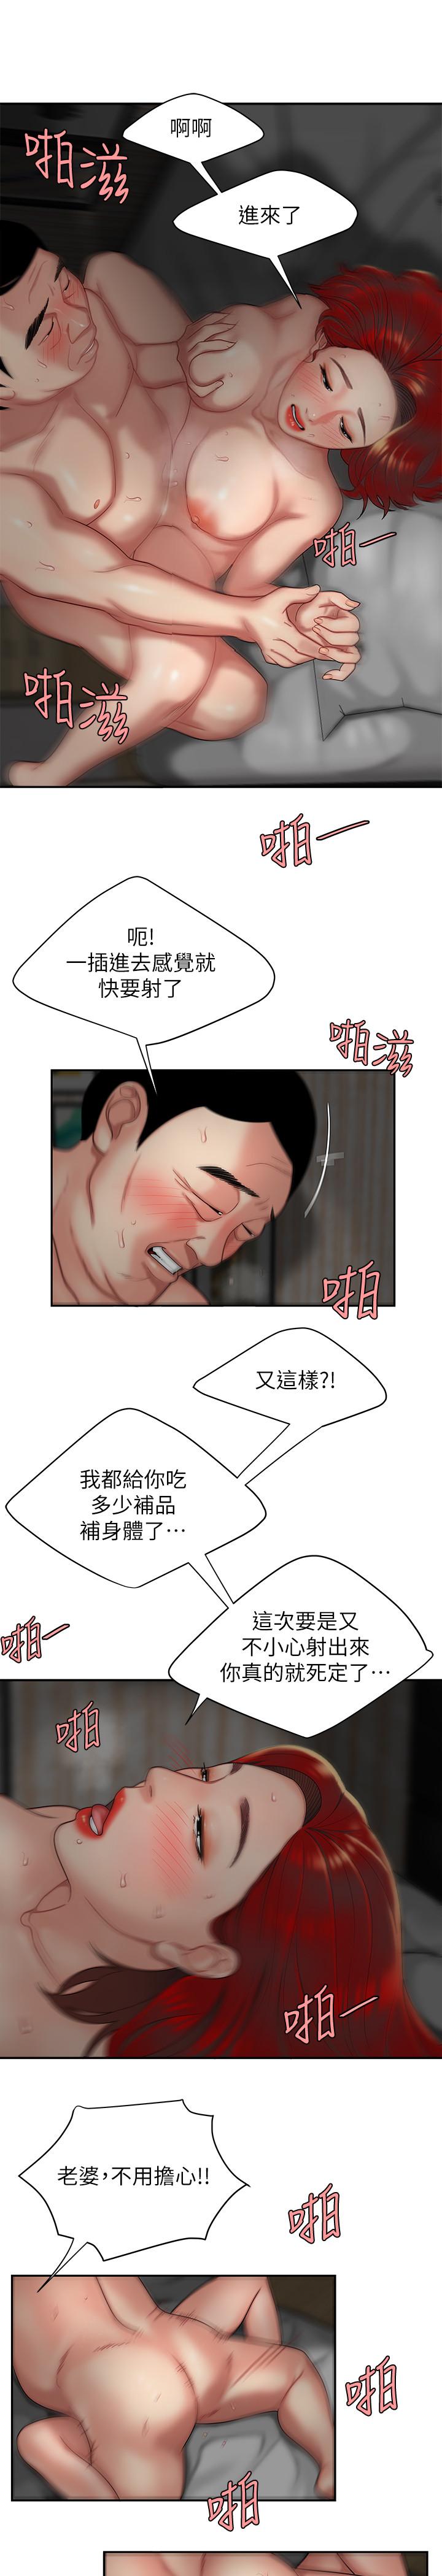 啊啊
啪滋
進來了
啪一
啪滋
啪一
呃!
一插進去感覺就
快要射了
啪滋
啪
又這樣?!
我都給你吃
多少補品
補身體了⋯
這次要是又
不小心射出來
你真的就死定了⋯
啪一
啪
啪一
老婆,不用擔心!!
啪
啪
啪